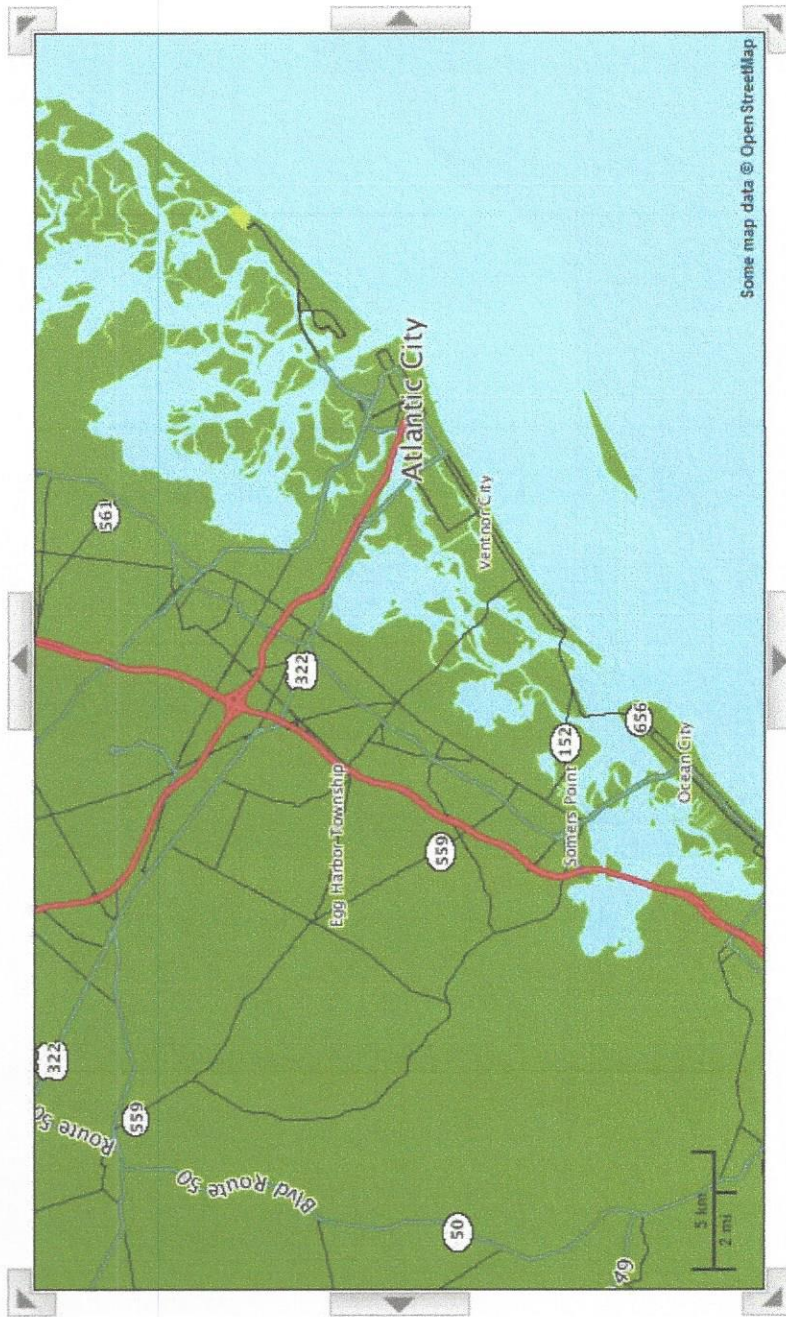 322
Route 50
561
559
Blvd Route 50
322
Egg Harbor Township
Atlantic City
559
50
Ventnor City
152
Somers Point
49
656
Ocean City
5 km
2 mi
Some map data © OpenStreetMap